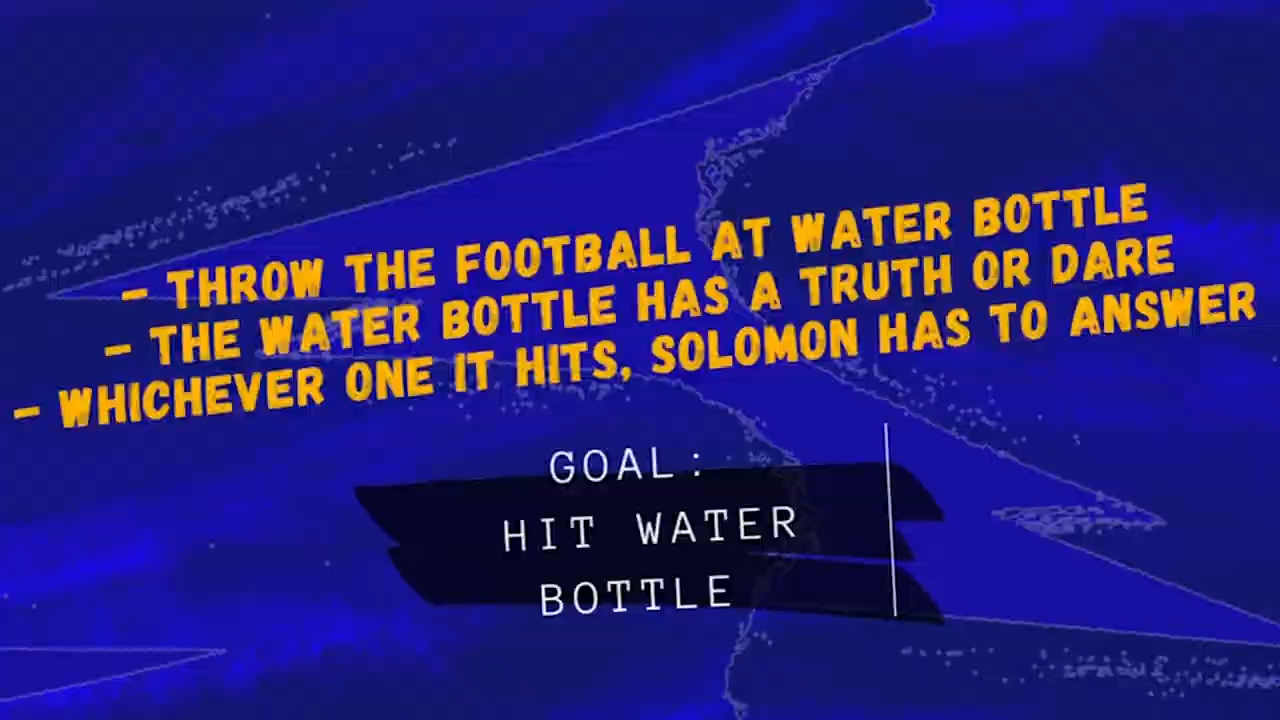 - THROW THE FOOTBALL AT WATER BOTTLE
- THE WATER BOTTLE HAS A TRUTH OR DARE
- WHICHEVER ONE IT HITS, SOLOMON HAS TO ANSWER
GOAL:
HIT WATER
BOTTLE